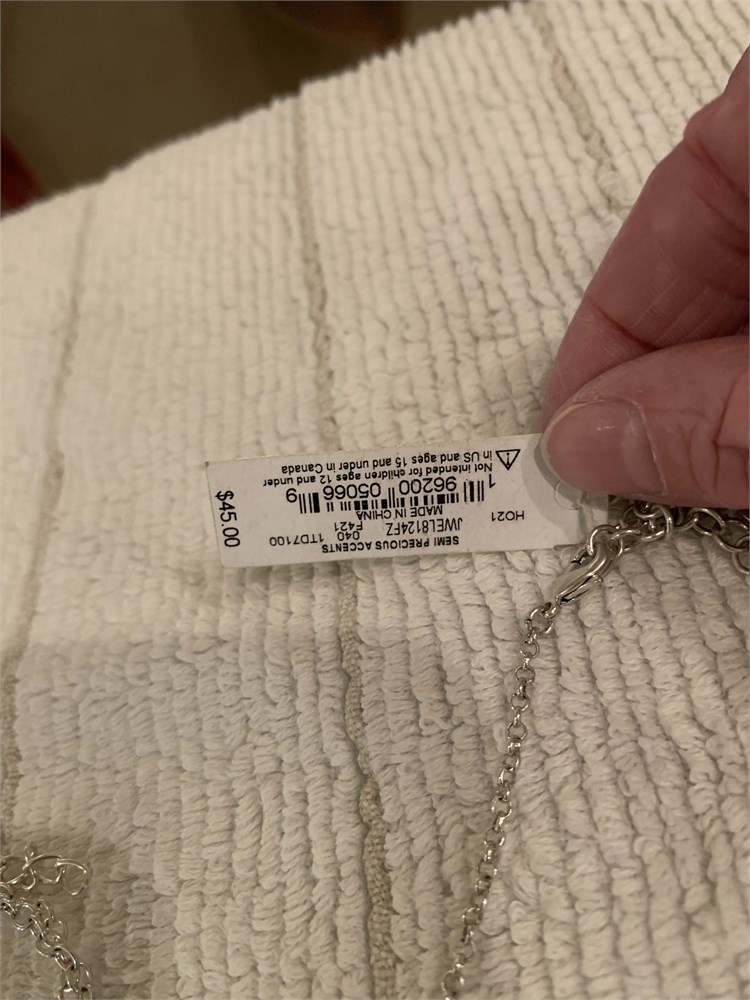 SEMI PRECIOUS ACCENTS
JWEL8124FZ 040 1TD7100
F421
HO21
MADE IN CHINA
1 96200 05066 9
Not intended for children ages 12 and under
in US and ages 15 and under in Canada
$45.00